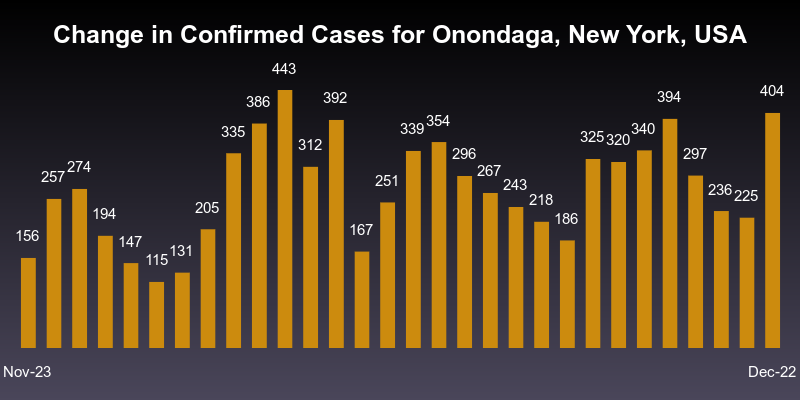 Change in Confirmed Cases for Onondaga, New York, USA
156 257 274 194 147 115 131 205 335 386 443 312 392 167 251 339 354 296 267 243 218 186 325 320 340 394 297 236 225 404
Nov-23 Dec-22